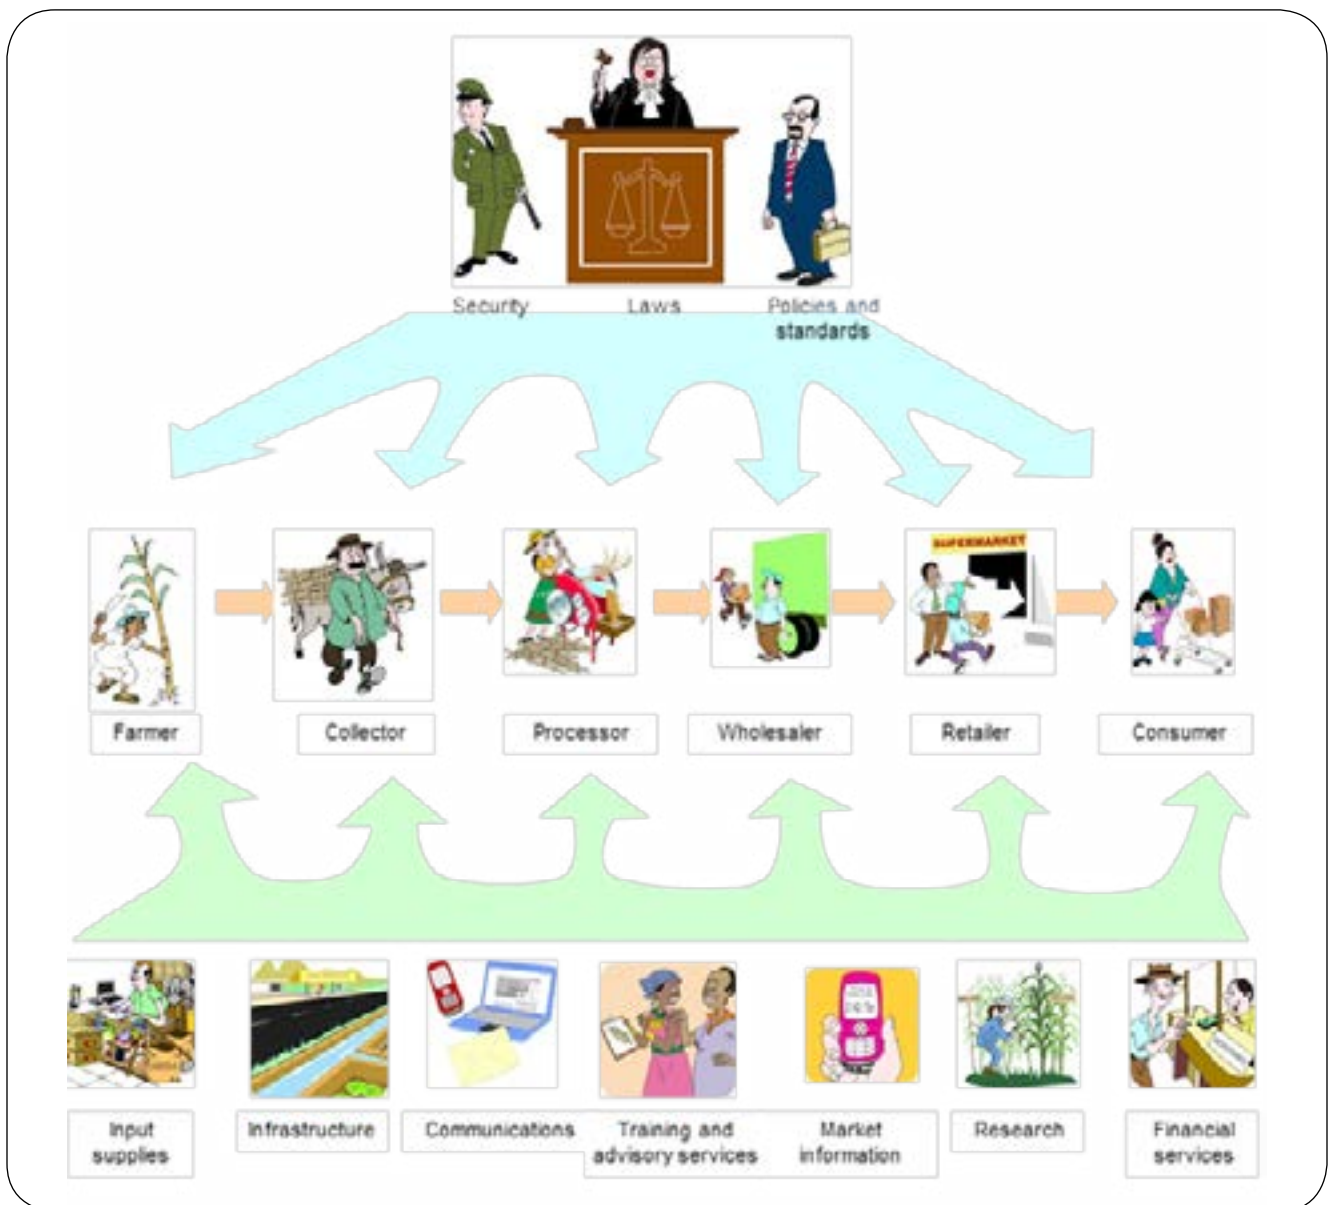 Security
Laws
Policies and
standards
SUPERMARKET
Farmer
Collector
Processor
Wholesaler
Retailer
Consumer
Input
supplies
Infrastructure
Communications
Training and
advisory services
Market
information
Research
Financial
services